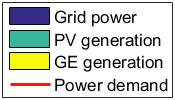 Grid power
PV generation
GE generation
Power demand